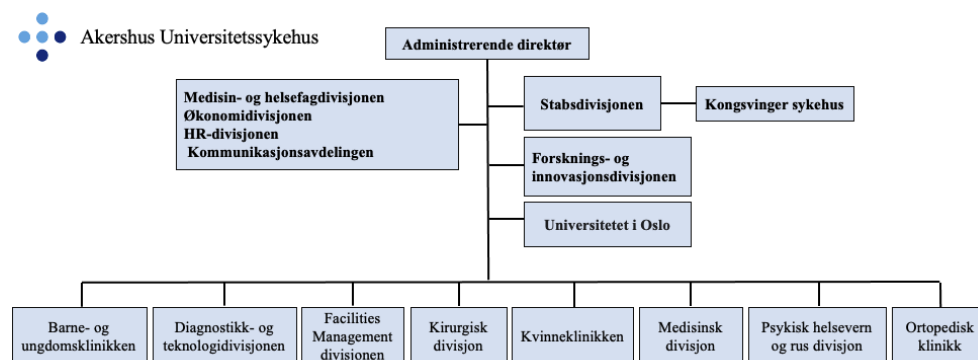 Akershus Universitetssykehus
Administrerende direktør
Medisin- og helsefagdivisjonen
Økonomidivisjonen
HR-divisjonen
Kommunikasjonsavdelingen
Stabsdivisjonen
Kongsvinger sykehus
Forsknings- og
innovasjonsdivisjonen
Universitetet i Oslo
Barne- og
ungdomsklinikken
Diagnostikk- og
teknologidivisjonen
Facilities
Management
divisjonen
Kirurgisk
divisjon
Kvinneklinikken
Medisinsk
divisjon
Psykisk helsevern
og rus divisjon
Ortopedisk
klinikk